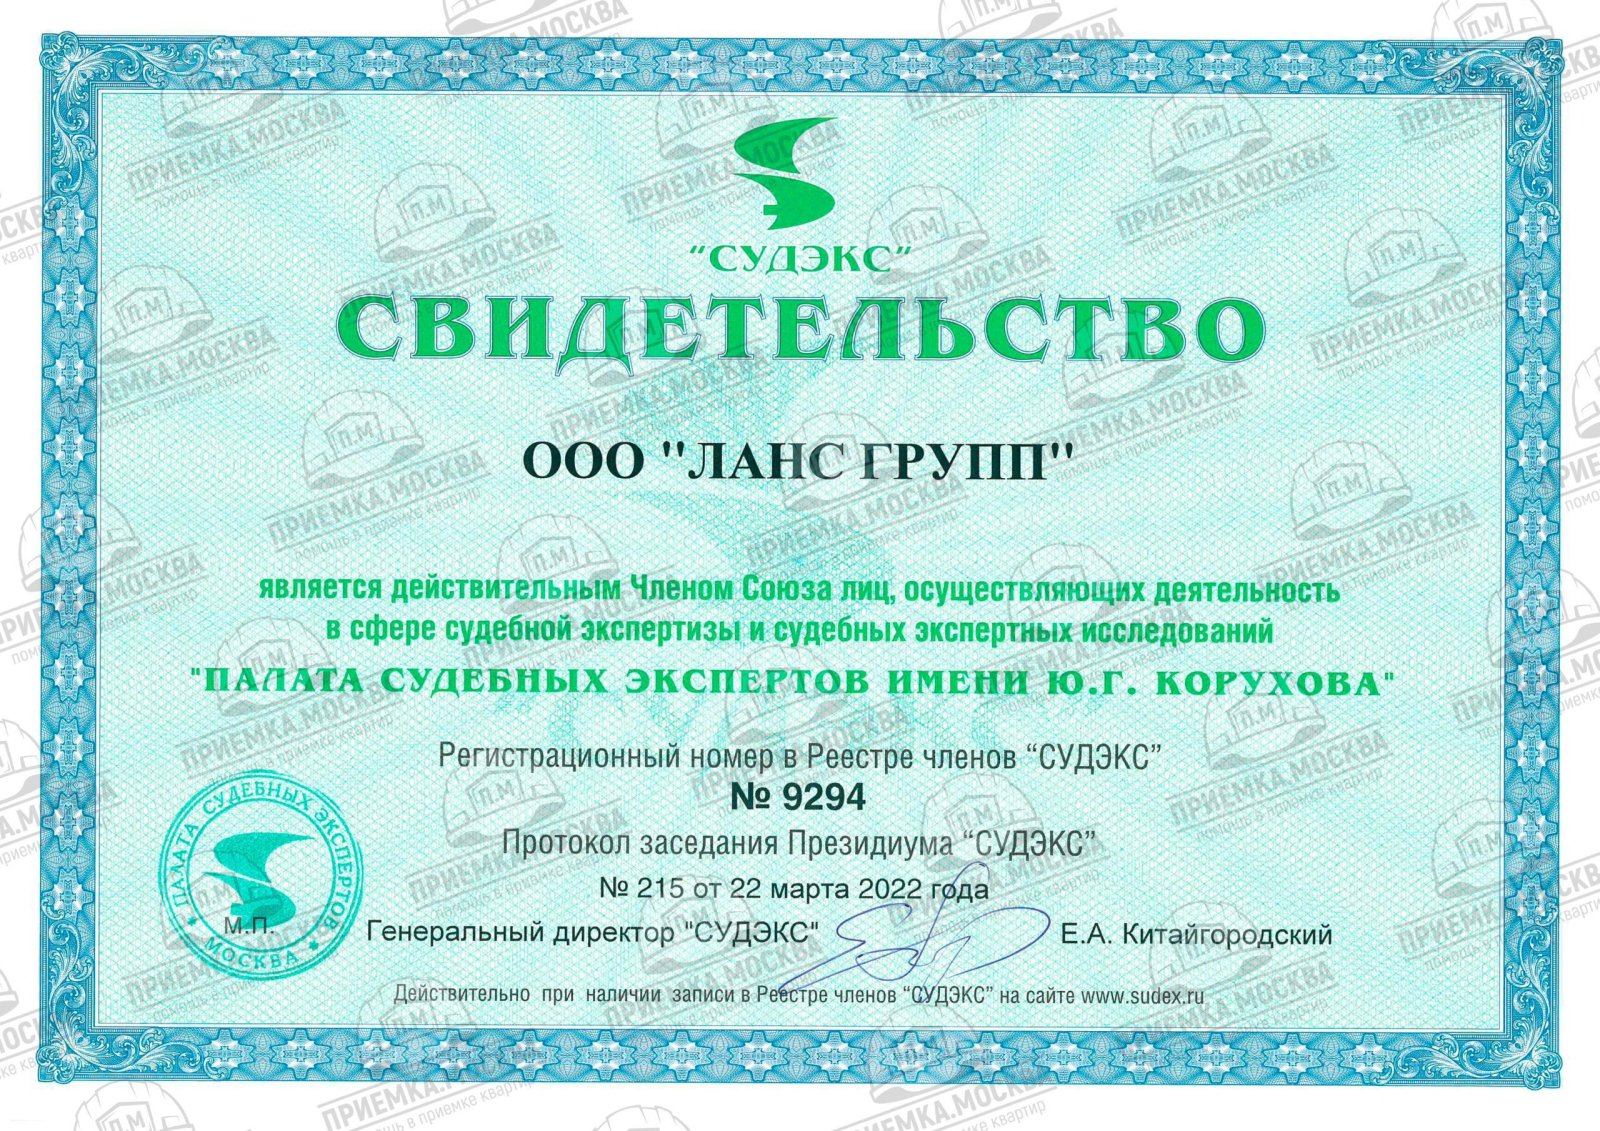 "СУДЭКС"
СВИДЕТЕЛЬСТВО
ООО "ЛАНС ГРУПП"
является действительным Членом Союза лиц, осуществляющих деятельность
в сфере судебной экспертизы и судебных экспертных исследований
"ПАЛАТА СУДЕБНЫХ ЭКСПЕРТОВ ИМЕНИ Ю.Г. КОРУХОВА"
Регистрационный номер в Реестре членов “СУДЭКС”
№ 9294
Протокол заседания Президиума “СУДЭКС”
№ 215 от 22 марта 2022 года
ПАЛАТА СУДЕБНЫХ ЭКСПЕРТОВ
МОСКВА
М.П.
Генеральный директор "СУДЭКС" Е.А. Китайгородский
Действительно при наличии записи в Реестре членов “СУДЭКС” на сайте www.sudex.ru
П.М
ПРИЕМКА.МОСКВА
помощь в приемке квартир